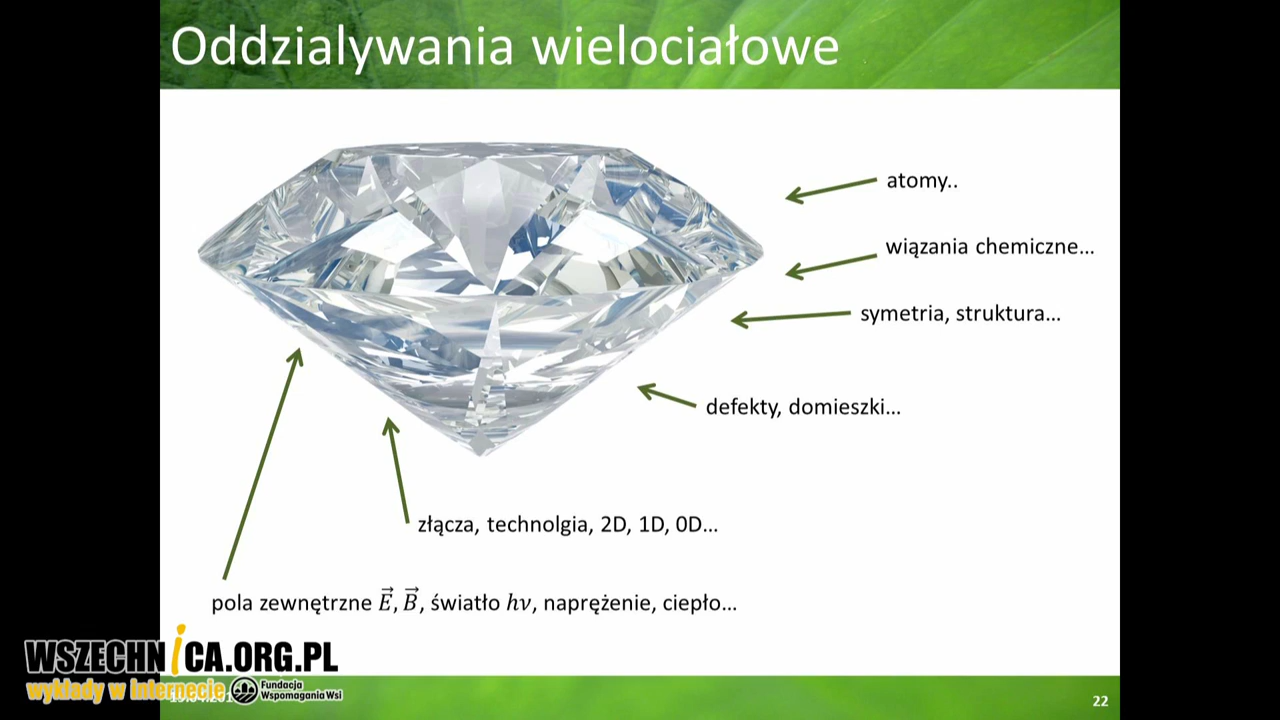 Oddzialywania wielociałowe
atomy..
wiązania chemiczne...
symetria, struktura...
defekty, domieszki...
złącza, technolgia, 2D, 1D, 0D...
pola zewnętrzne E⃗, B⃗, światło hν, naprężenie, ciepło...
WSZECHNiCA.ORG.PL
wykłady w internecie
Fundacja
Wspomagania Wsi
22